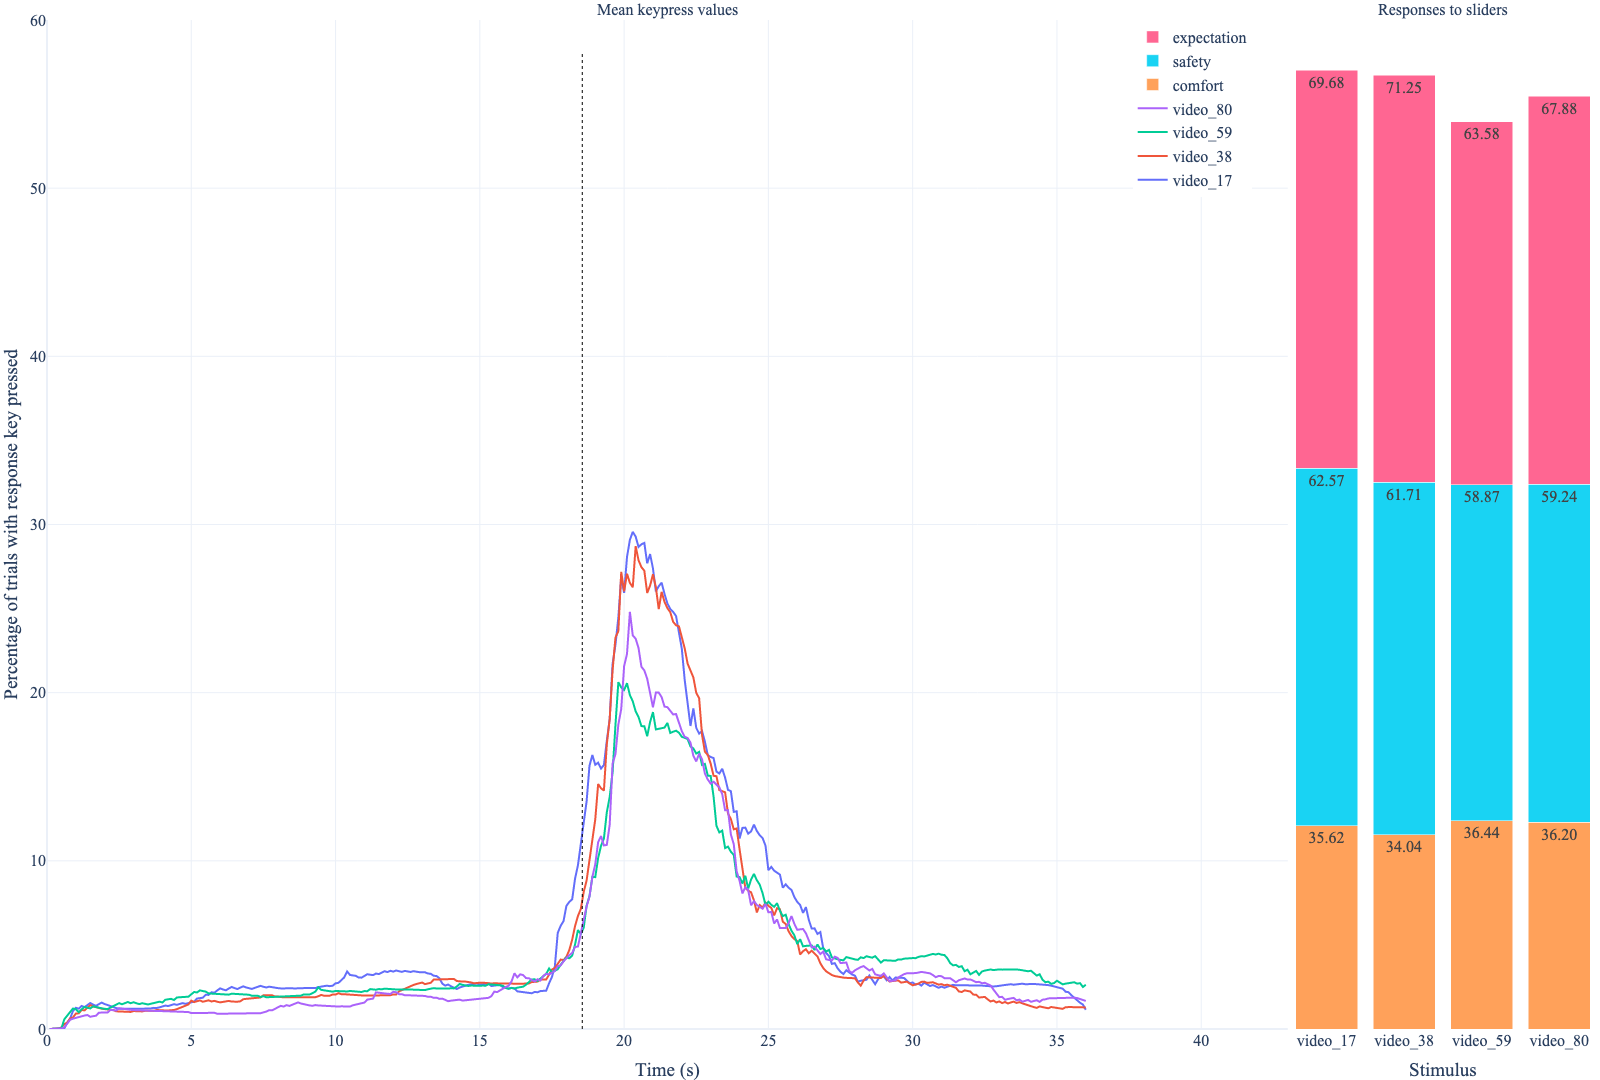 Mean keypress values
Responses to sliders
60
50
40
30
20
10
0
Percentage of trials with response key pressed
0 5 10 15 20 25 30 35 40
Time (s)
expectation
safety
comfort
video_80
video_59
video_38
video_17
69.68 71.25 63.58 67.88
62.57 61.71 58.87 59.24
35.62 34.04 36.44 36.20
video_17 video_38 video_59 video_80
Stimulus